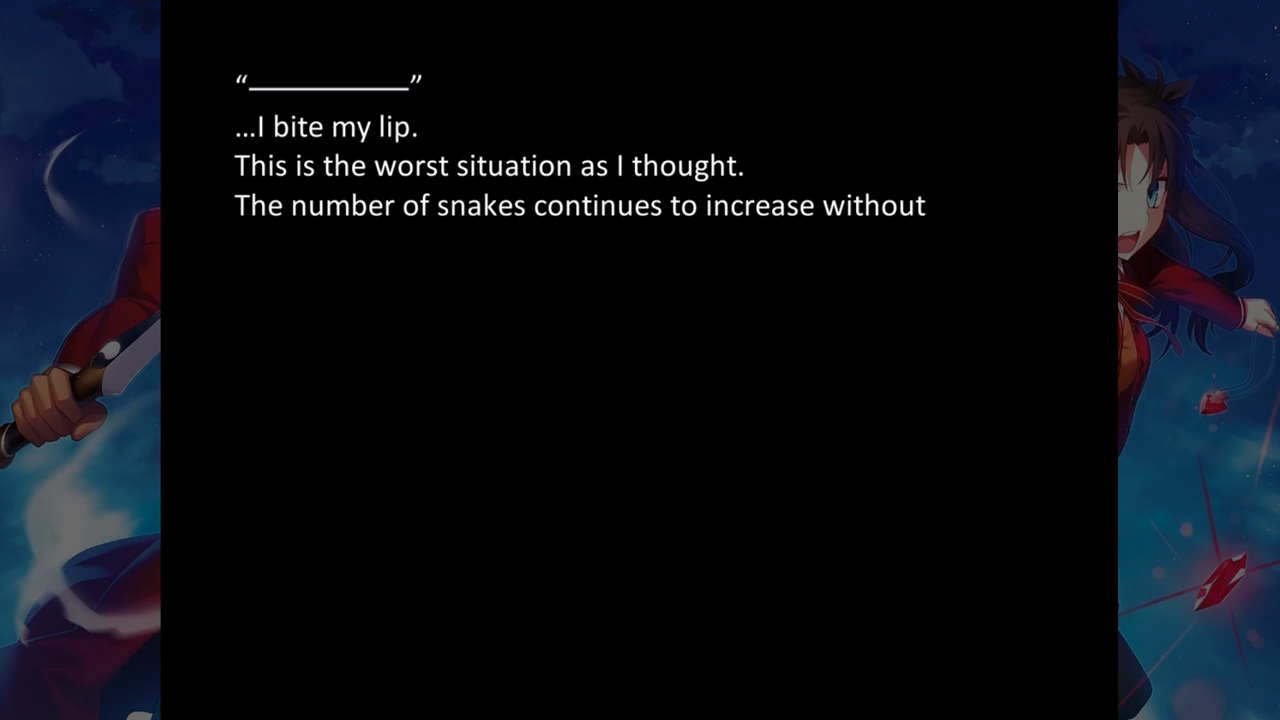 “__________”
…I bite my lip.
This is the worst situation as I thought.
The number of snakes continues to increase without